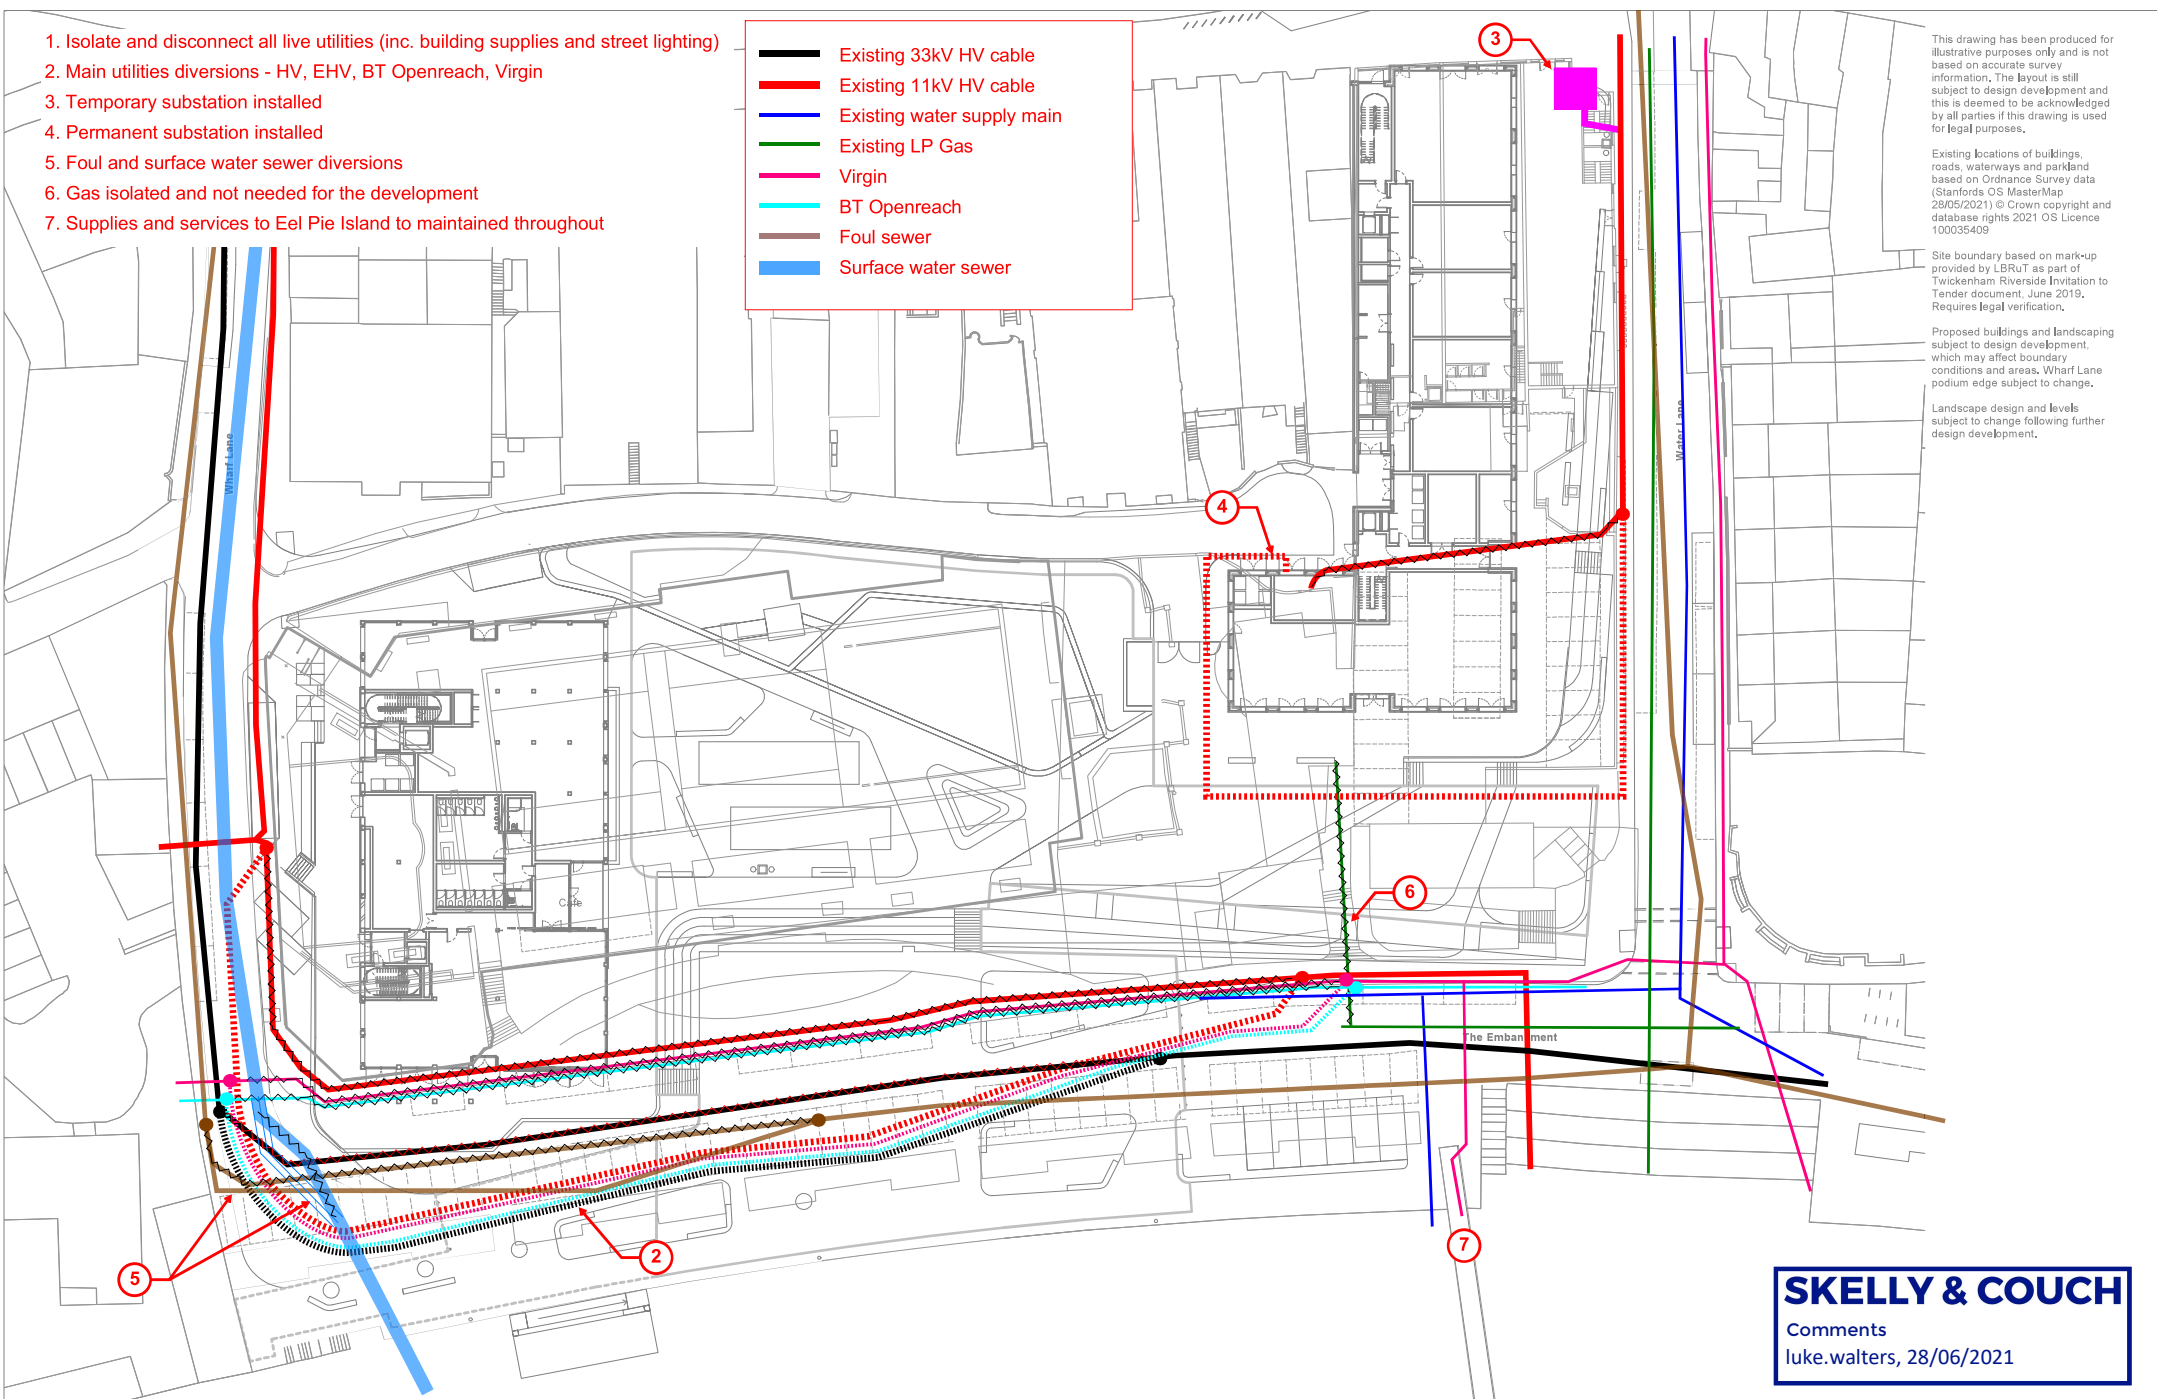 1. Isolate and disconnect all live utilities (inc. building supplies and street lighting)
2. Main utilities diversions - HV, EHV, BT Openreach, Virgin
3. Temporary substation installed
4. Permanent substation installed
5. Foul and surface water sewer diversions
6. Gas isolated and not needed for the development
7. Supplies and services to Eel Pie Island to maintained throughout
Existing 33kV HV cable
Existing 11kV HV cable
Existing water supply main
Existing LP Gas
Virgin
BT Openreach
Foul sewer
Surface water sewer
3
This drawing has been produced for
illustrative purposes only and is not
based on accurate survey
information. The layout is still
subject to design development and
this is deemed to be acknowledged
by all parties if this drawing is used
for legal purposes.
Existing locations of buildings,
roads, waterways and parkland
based on Ordnance Survey data
(Stanfords OS MasterMap
28/05/2021) © Crown copyright and
database rights 2021 OS Licence
100035409
Site boundary based on mark-up
provided by LBRuT as part of
Twickenham Riverside Invitation to
Tender document, June 2019.
Requires legal verification.
Proposed buildings and landscaping
subject to design development,
which may affect boundary
conditions and areas. Wharf Lane
podium edge subject to change.
Landscape design and levels
subject to change following further
design development.
Wharf Lane
Water Lane
4
6
Cafe
The Embankment
5
2
7
SKELLY & COUCH
Comments
luke.walters, 28/06/2021